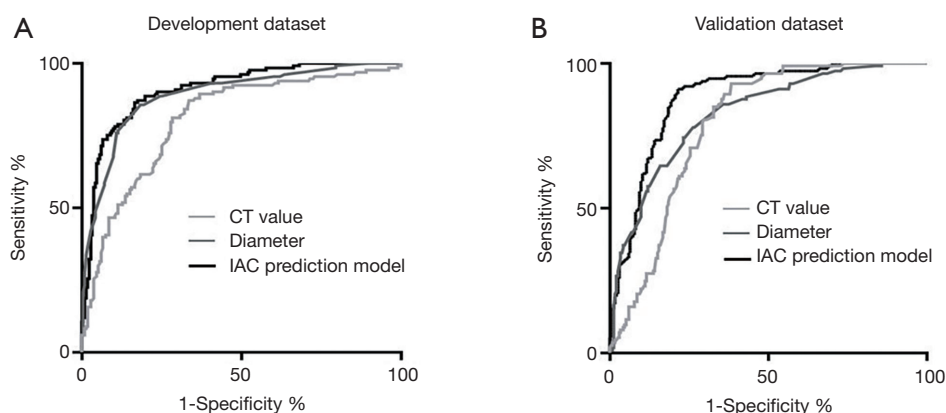 A
Development dataset
100
50
0
Sensitivity %
CT value
Diameter
IAC prediction model
0
50
100
1-Specificity %
B
Validation dataset
100
50
0
Sensitivity %
CT value
Diameter
IAC prediction model
0
50
100
1-Specificity %